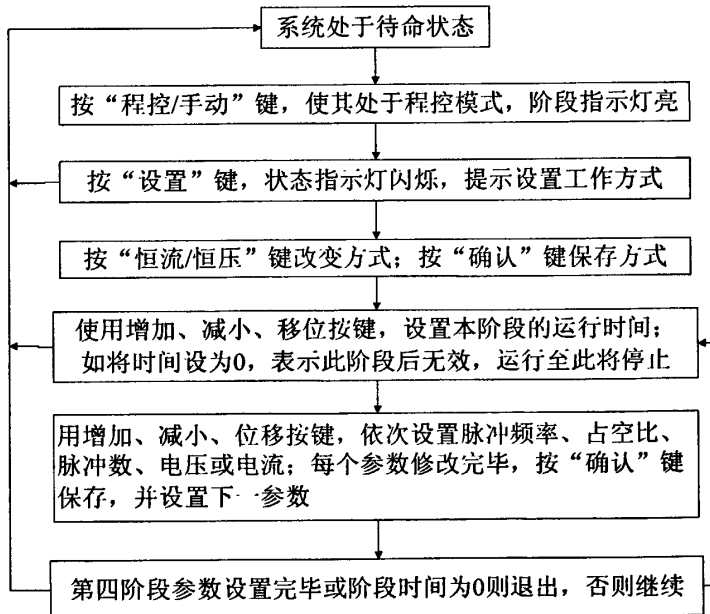 系统处于待命状态
按“程控/手动”键，使其处于程控模式，阶段指示灯亮
按“设置”键，状态指示灯闪烁，提示设置工作方式
按“恒流/恒压”键改变方式；按“确认”键保存方式
使用增加、减小、移位按键，设置本阶段的运行时间；
如将时间设为0，表示此阶段后无效，运行至此将停止
用增加、减小、位移按键，依次设置脉冲频率、占空比、
脉冲数、电压或电流；每个参数修改完毕，按“确认”键
保存，并设置下一参数
第四阶段参数设置完毕或阶段时间为0则退出，否则继续